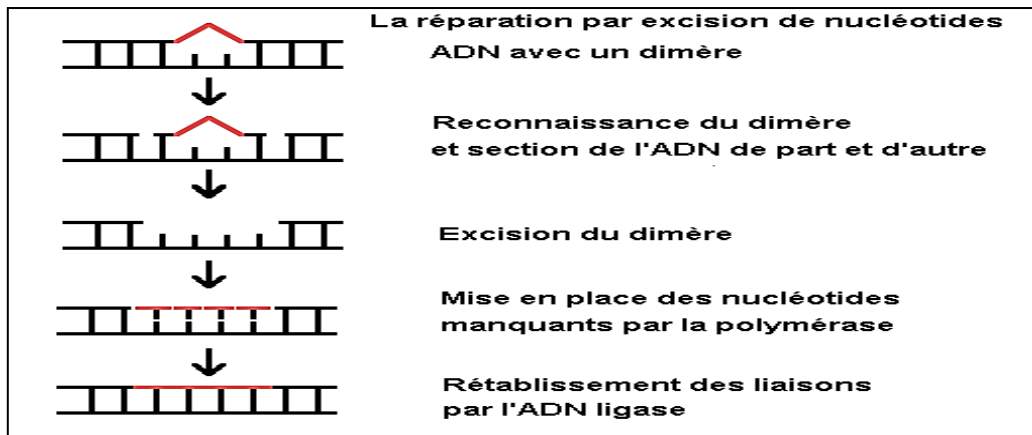 La réparation par excision de nucléotides
ADN avec un dimère
Reconnaissance du dimère
et section de l'ADN de part et d'autre
Excision du dimère
Mise en place des nucléotides
manquants par la polymérase
Rétablissement des liaisons
par l'ADN ligase